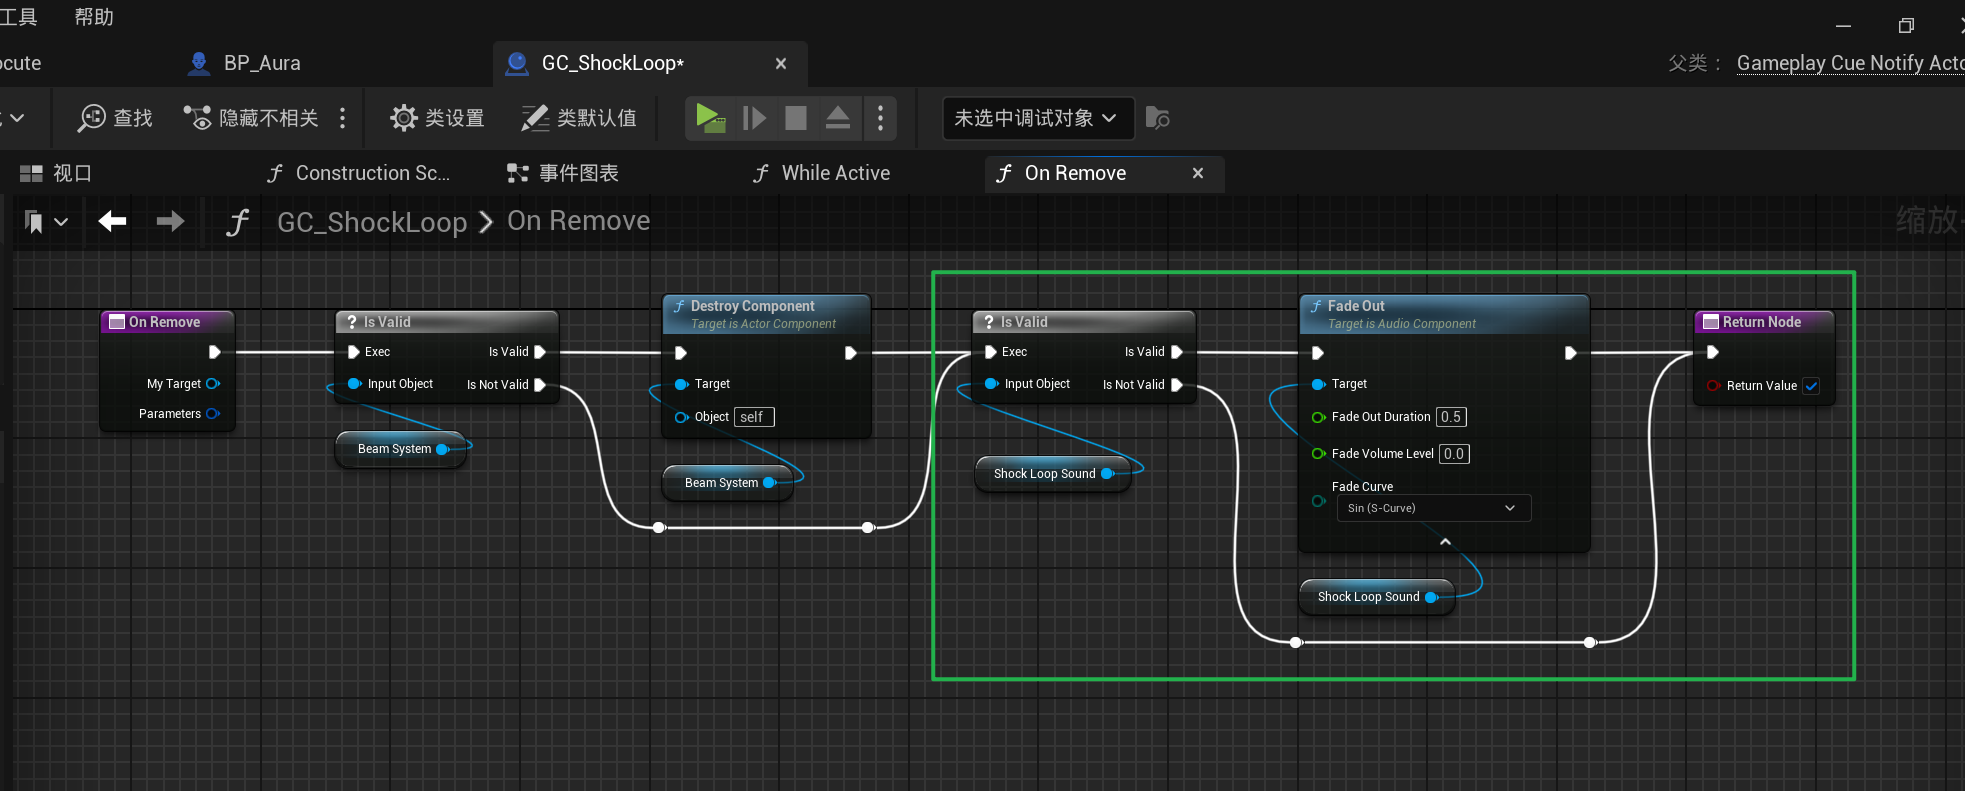 工具 帮助
ocute BP_Aura GC_ShockLoop* 父类： Gameplay Cue Notify Acto
查找 隐藏不相关 类设置 类默认值 未选中调试对象
视口 Construction Sc... 事件图表 While Active On Remove
GC_ShockLoop On Remove 缩放
On Remove
My Target
Parameters
? Is Valid
Exec Is Valid
Input Object Is Not Valid
Beam System
f Destroy Component
Target is Actor Component
Target
Object self
Beam System
? Is Valid
Exec Is Valid
Input Object Is Not Valid
Shock Loop Sound
f Fade Out
Target is Audio Component
Target
Fade Out Duration 0.5
Fade Volume Level 0.0
Fade Curve
Sin (S-Curve)
Shock Loop Sound
Return Node
Return Value